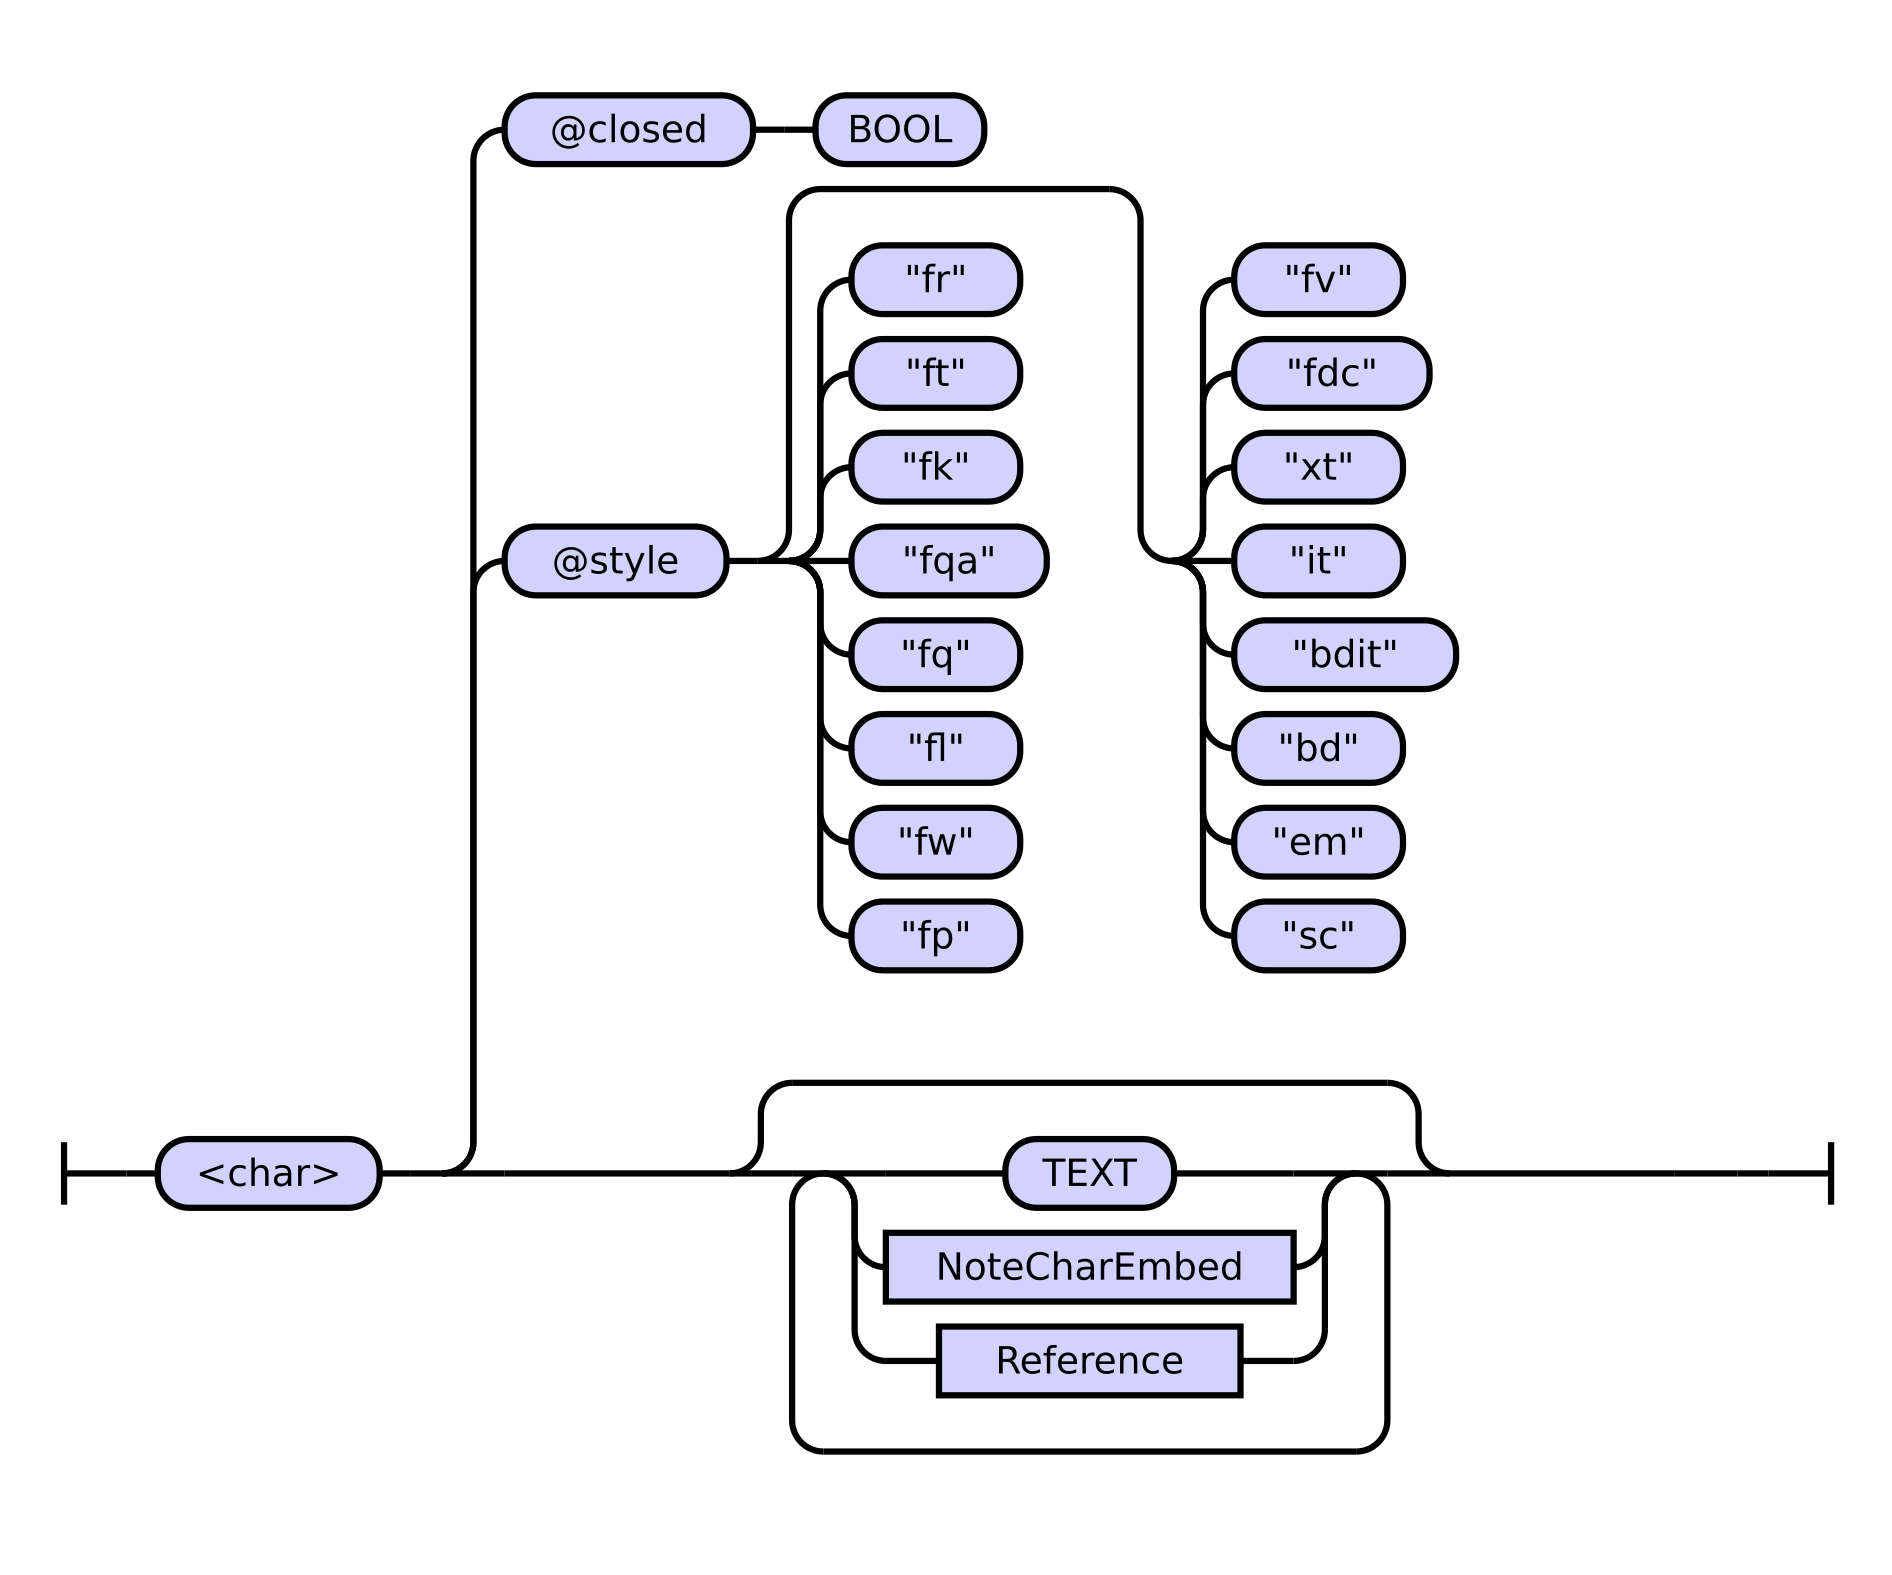 @closed BOOL
"fr" "fv"
"ft" "fdc"
"fk" "xt"
@style "fqa" "it"
"fq" "bdit"
"fl" "bd"
"fw" "em"
"fp" "sc"
<char> TEXT
NoteCharEmbed
Reference